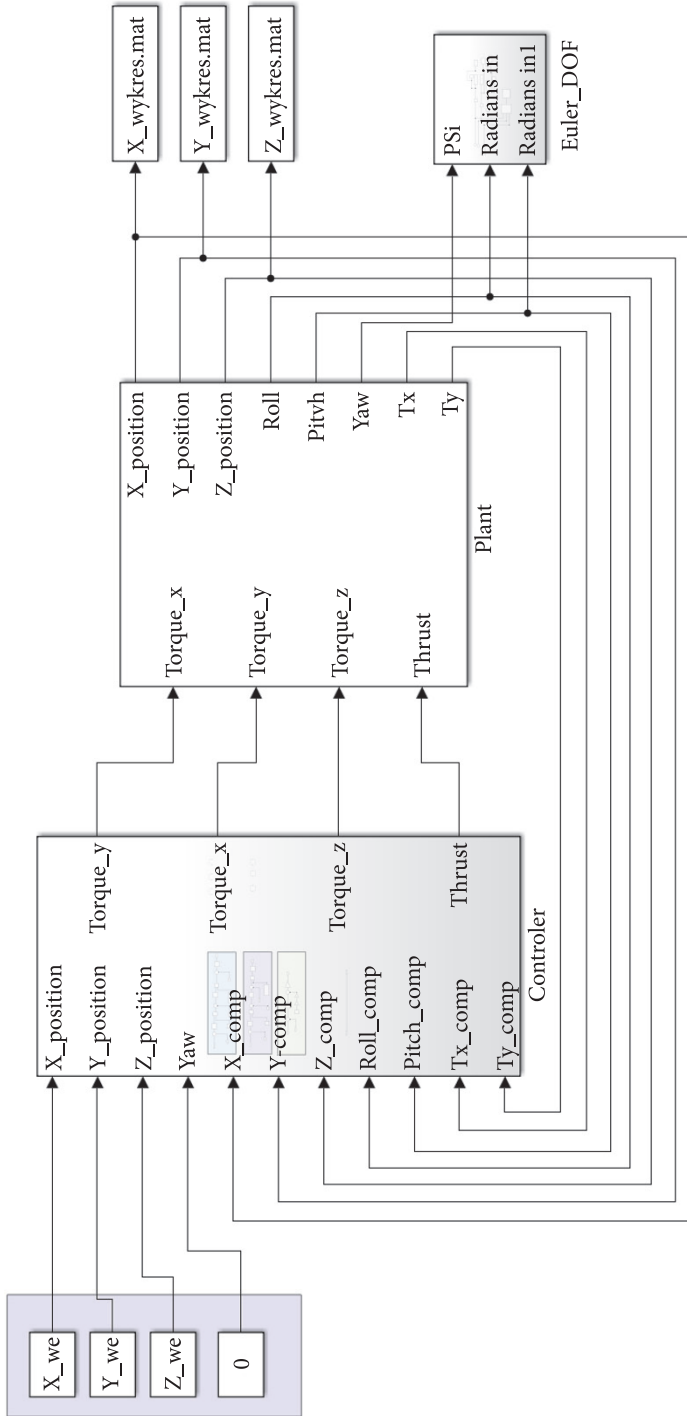 X_we
Y_we
Z_we
0
X_position
Y_position
Z_position
Yaw
X_comp
Y-comp
Z_comp
Roll_comp
Pitch_comp
Tx_comp
Ty_comp
Torque_y
Torque_x
Torque_z
Thrust
Controler
Torque_x
Torque_y
Torque_z
Thrust
X_position
Y_position
Z_position
Roll
Pitvh
Yaw
Tx
Ty
Plant
X_wykres.mat
Y_wykres.mat
Z_wykres.mat
PSi
Radians in
Radians in1
Euler_DOF